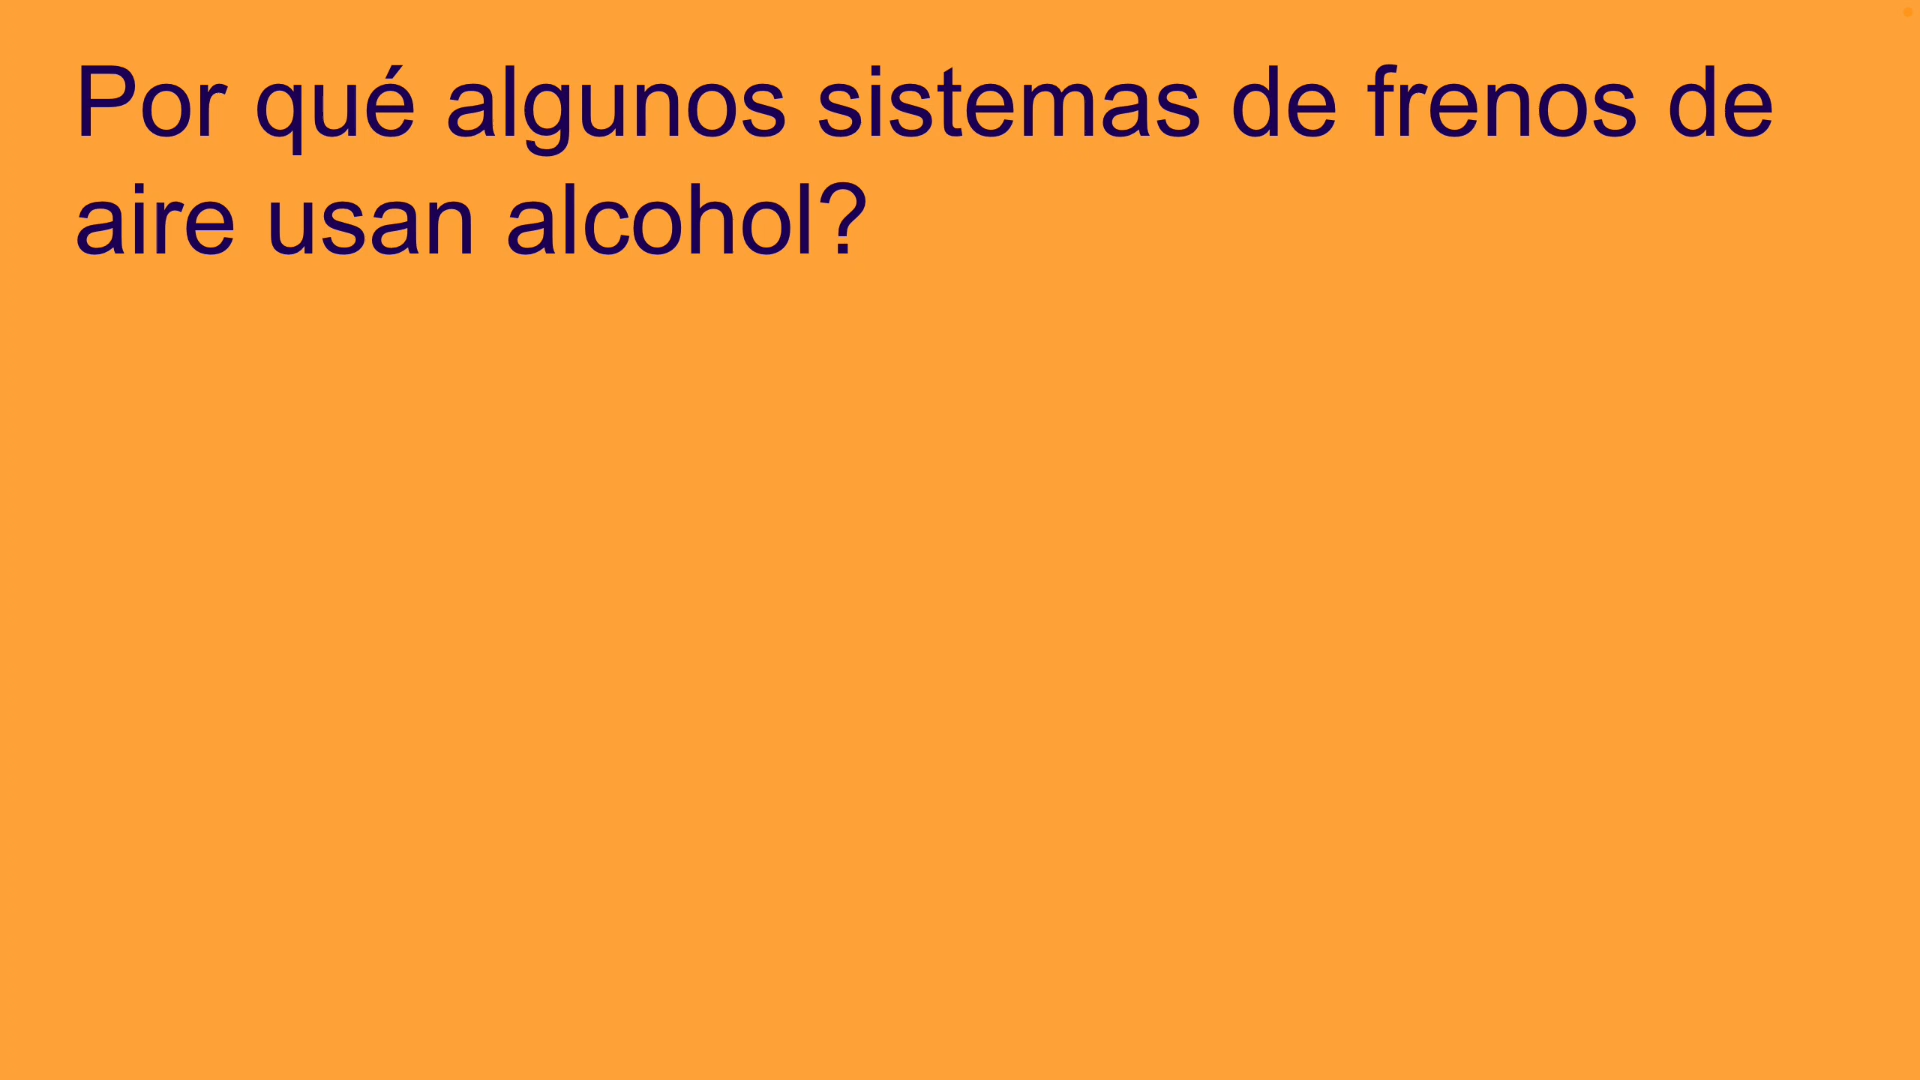 Por qué algunos sistemas de frenos de
aire usan alcohol?